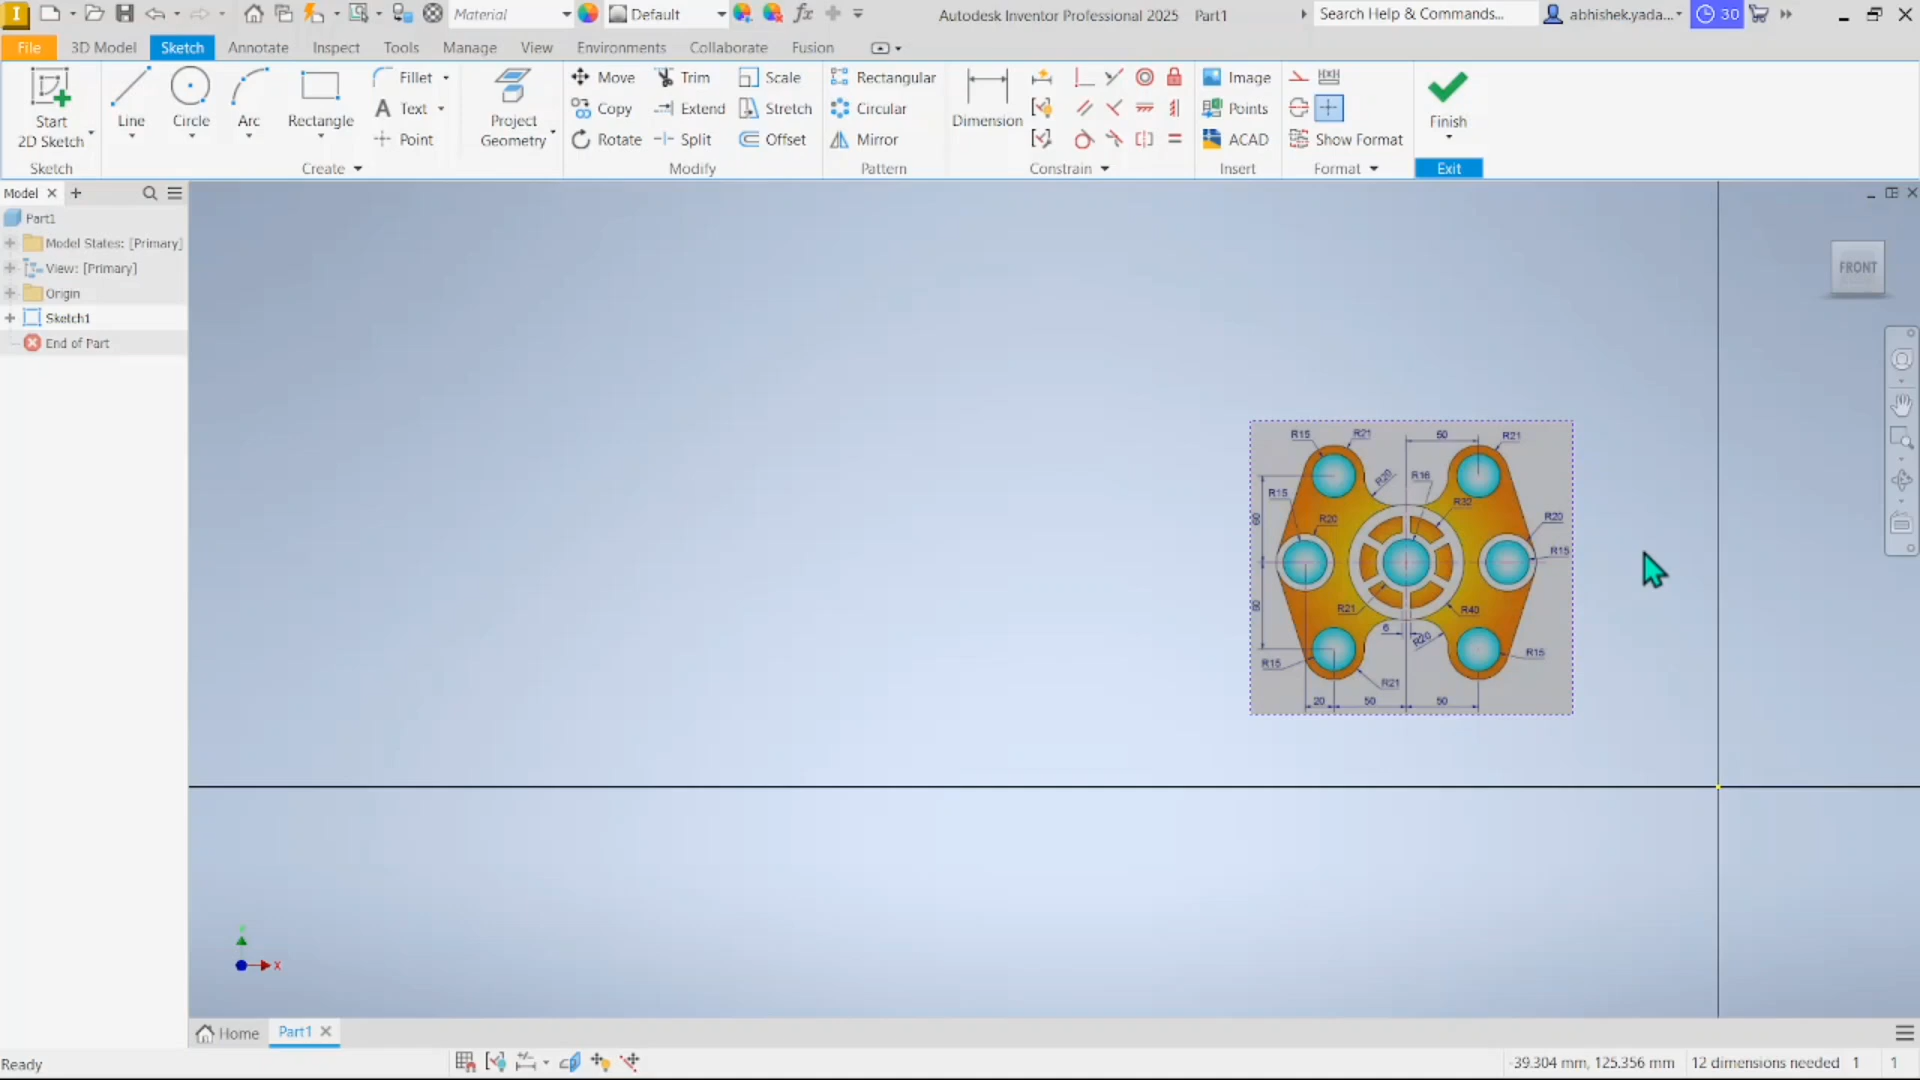 Material Default fx Autodesk Inventor Professional 2025 Part1 Search Help & Commands... abhishek.yada... 30
File 3D Model Sketch Annotate Inspect Tools Manage View Environments Collaborate Fusion
Start 2D Sketch
Line
Circle
Arc
Rectangle
Fillet
Text
Point
Project Geometry
Move Trim Scale
Copy Extend Stretch
Rotate Split Offset
Rectangular
Circular
Mirror
Dimension
Image
Points
ACAD
Show Format
Finish
Sketch Create Modify Pattern Constrain Insert Format Exit
Model
Part1
Model States: [Primary]
View: [Primary]
Origin
Sketch1
End of Part
FRONT
R15 R21 50 R21
R20 R16
R15 R32
60 R20 R20
R15
60 R21 R40
6 R20
R15 R15
R21
20 50 50
X
Home Part1
Ready -39.304 mm, 125.356 mm 12 dimensions needed 1 1